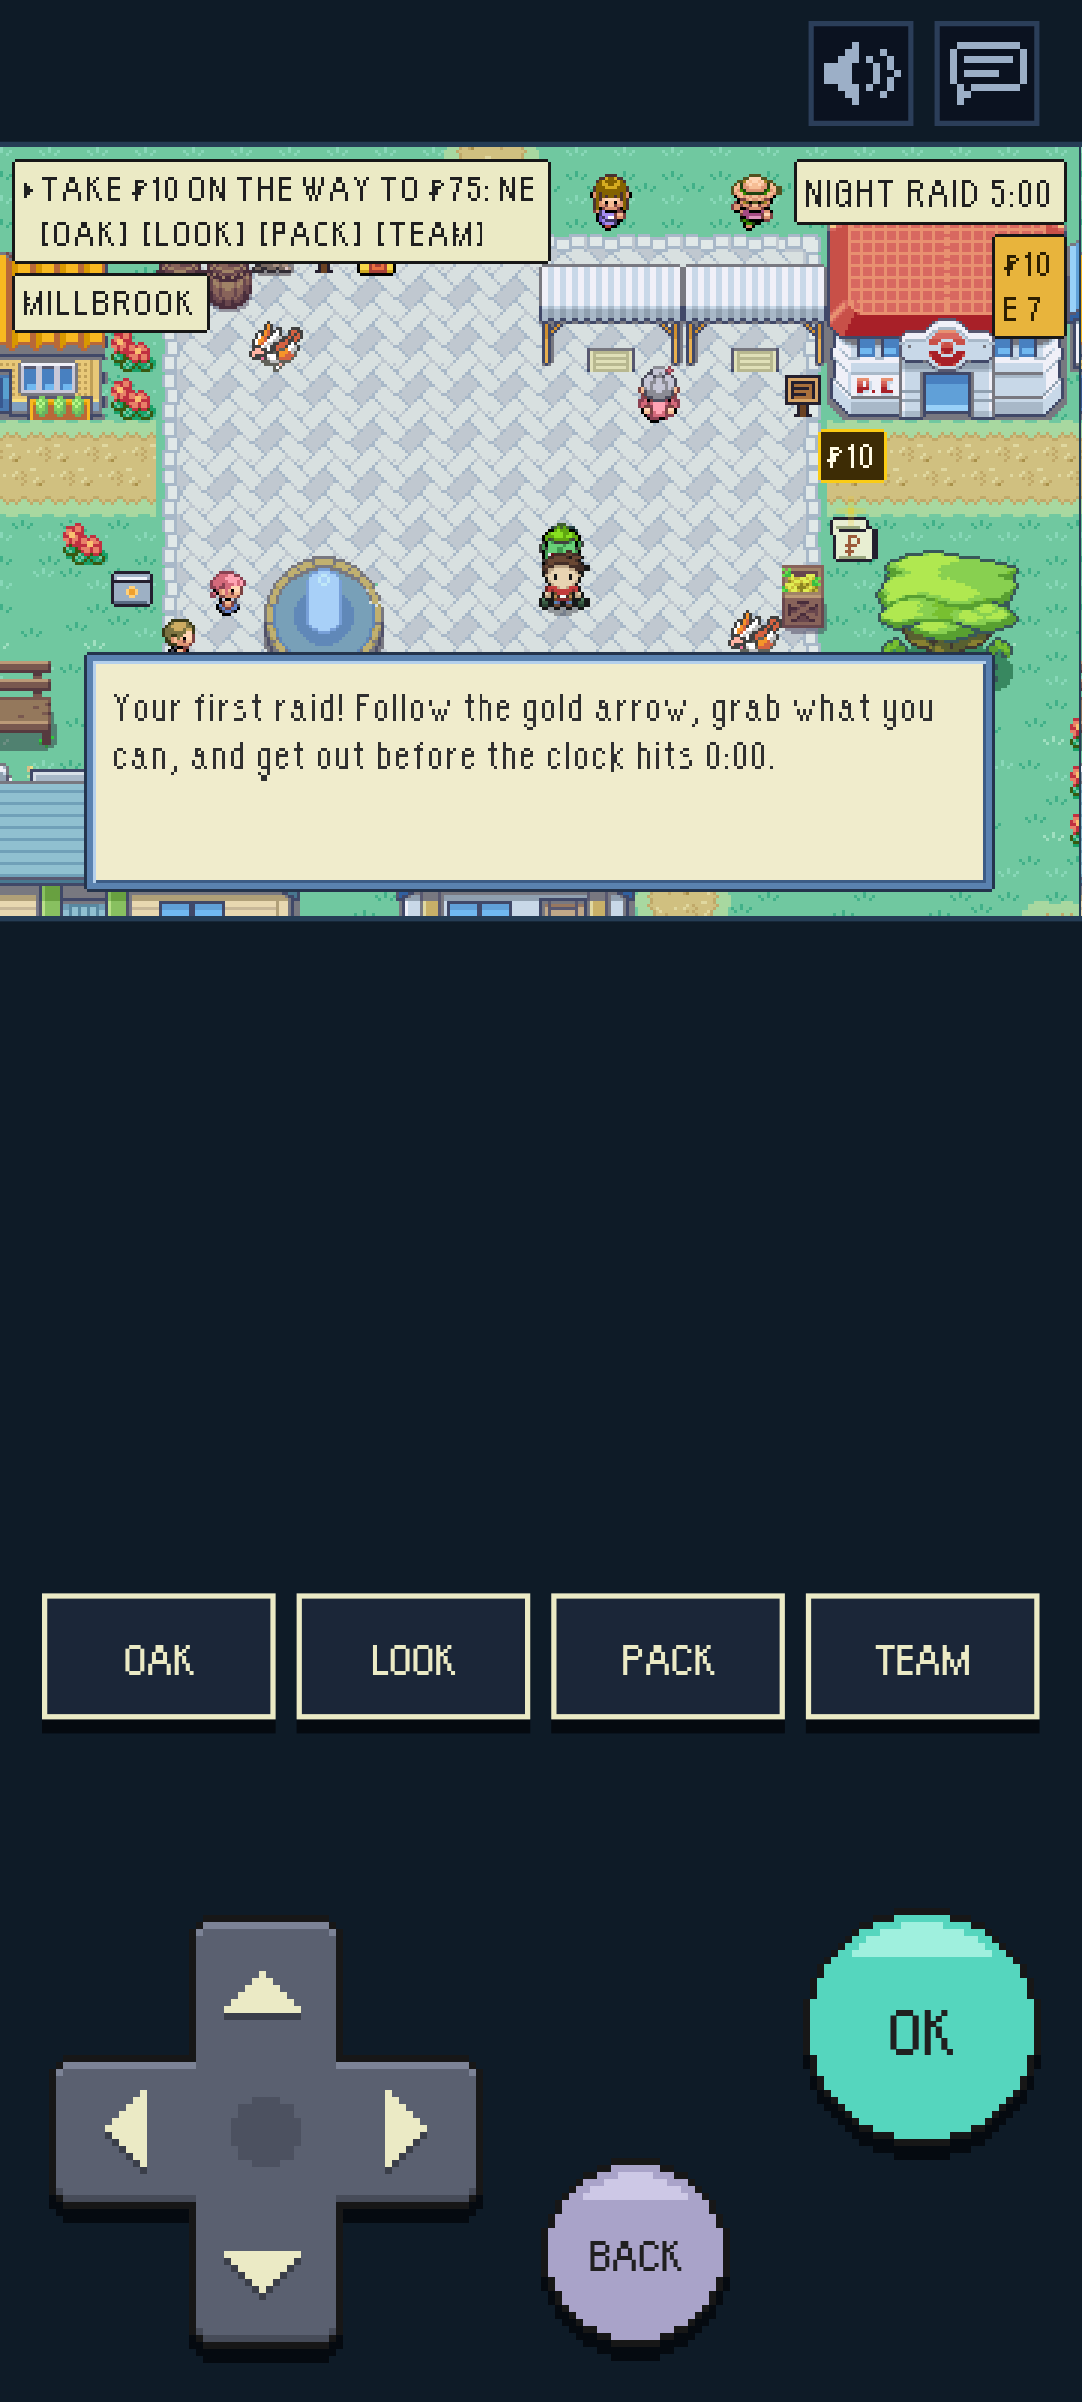 ▸TAKE ₽10 ON THE WAY TO ₽75: NE
[OAK] [LOOK] [PACK] [TEAM]
NIGHT RAID 5:00
₽10
E 7
MILLBROOK
P.C
₽10
₽
Your first raid! Follow the gold arrow, grab what you
can, and get out before the clock hits 0:00.
OAK
LOOK
PACK
TEAM
OK
BACK